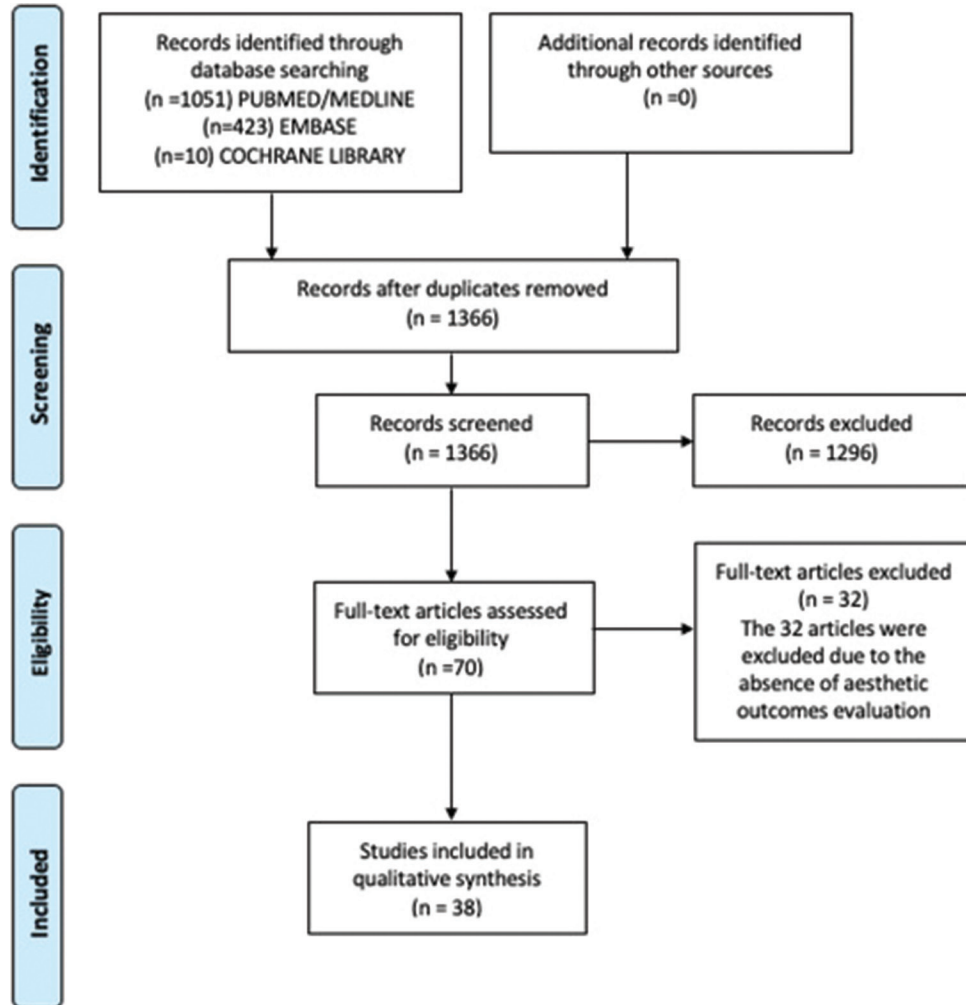 Identification
Records identified through
database searching
(n =1051) PUBMED/MEDLINE
(n=423) EMBASE
(n=10) COCHRANE LIBRARY
Additional records identified
through other sources
(n =0)
Screening
Records after duplicates removed
(n = 1366)
Records screened
(n = 1366)
Records excluded
(n = 1296)
Eligibility
Full-text articles assessed
for eligibility
(n =70)
Full-text articles excluded
(n = 32)
The 32 articles were
excluded due to the
absence of aesthetic
outcomes evaluation
Included
Studies included in
qualitative synthesis
(n = 38)